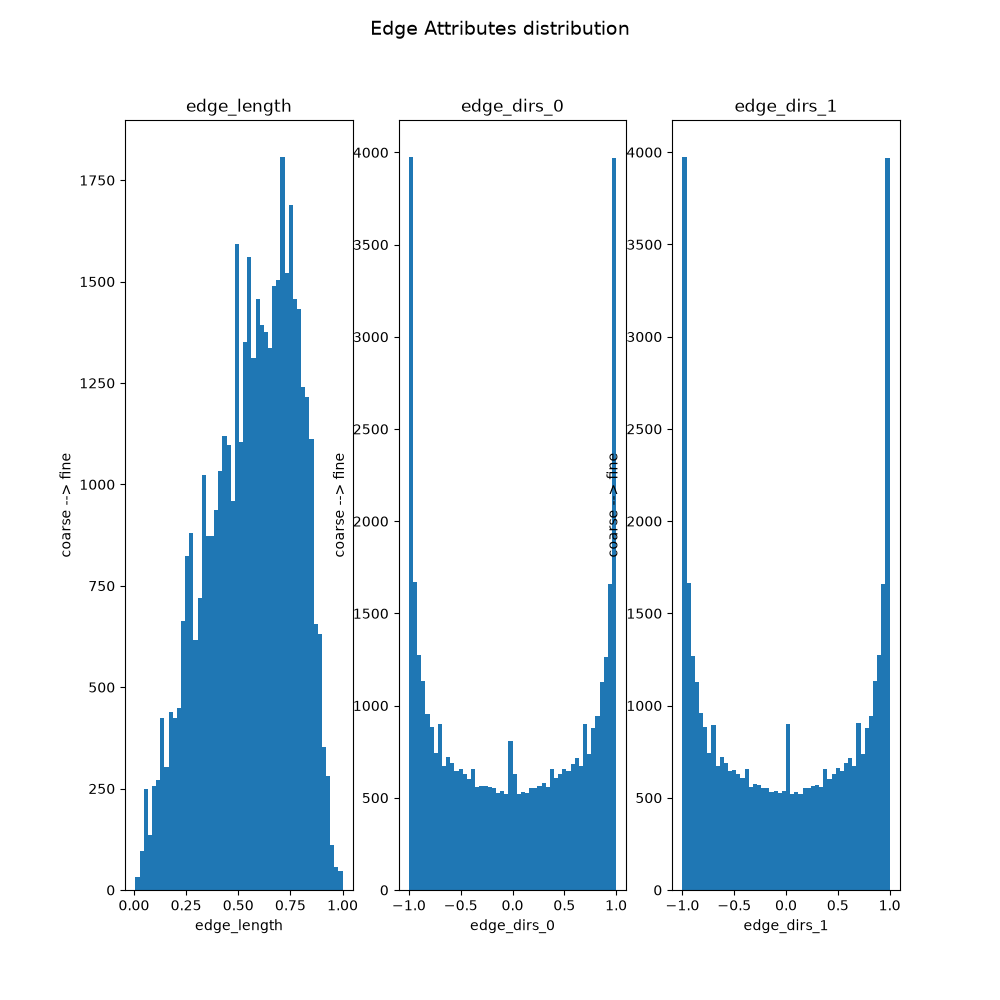 Edge Attributes distribution
edge_length
edge_dirs_0
edge_dirs_1
coarse --> fine
1750
1500
1250
1000
750
500
250
0
0.00 0.25 0.50 0.75 1.00
edge_length
coarse --> fine
4000
3500
3000
2500
2000
1500
1000
500
0
−1.0 −0.5 0.0 0.5 1.0
edge_dirs_0
coarse --> fine
4000
3500
3000
2500
2000
1500
1000
500
0
−1.0 −0.5 0.0 0.5 1.0
edge_dirs_1